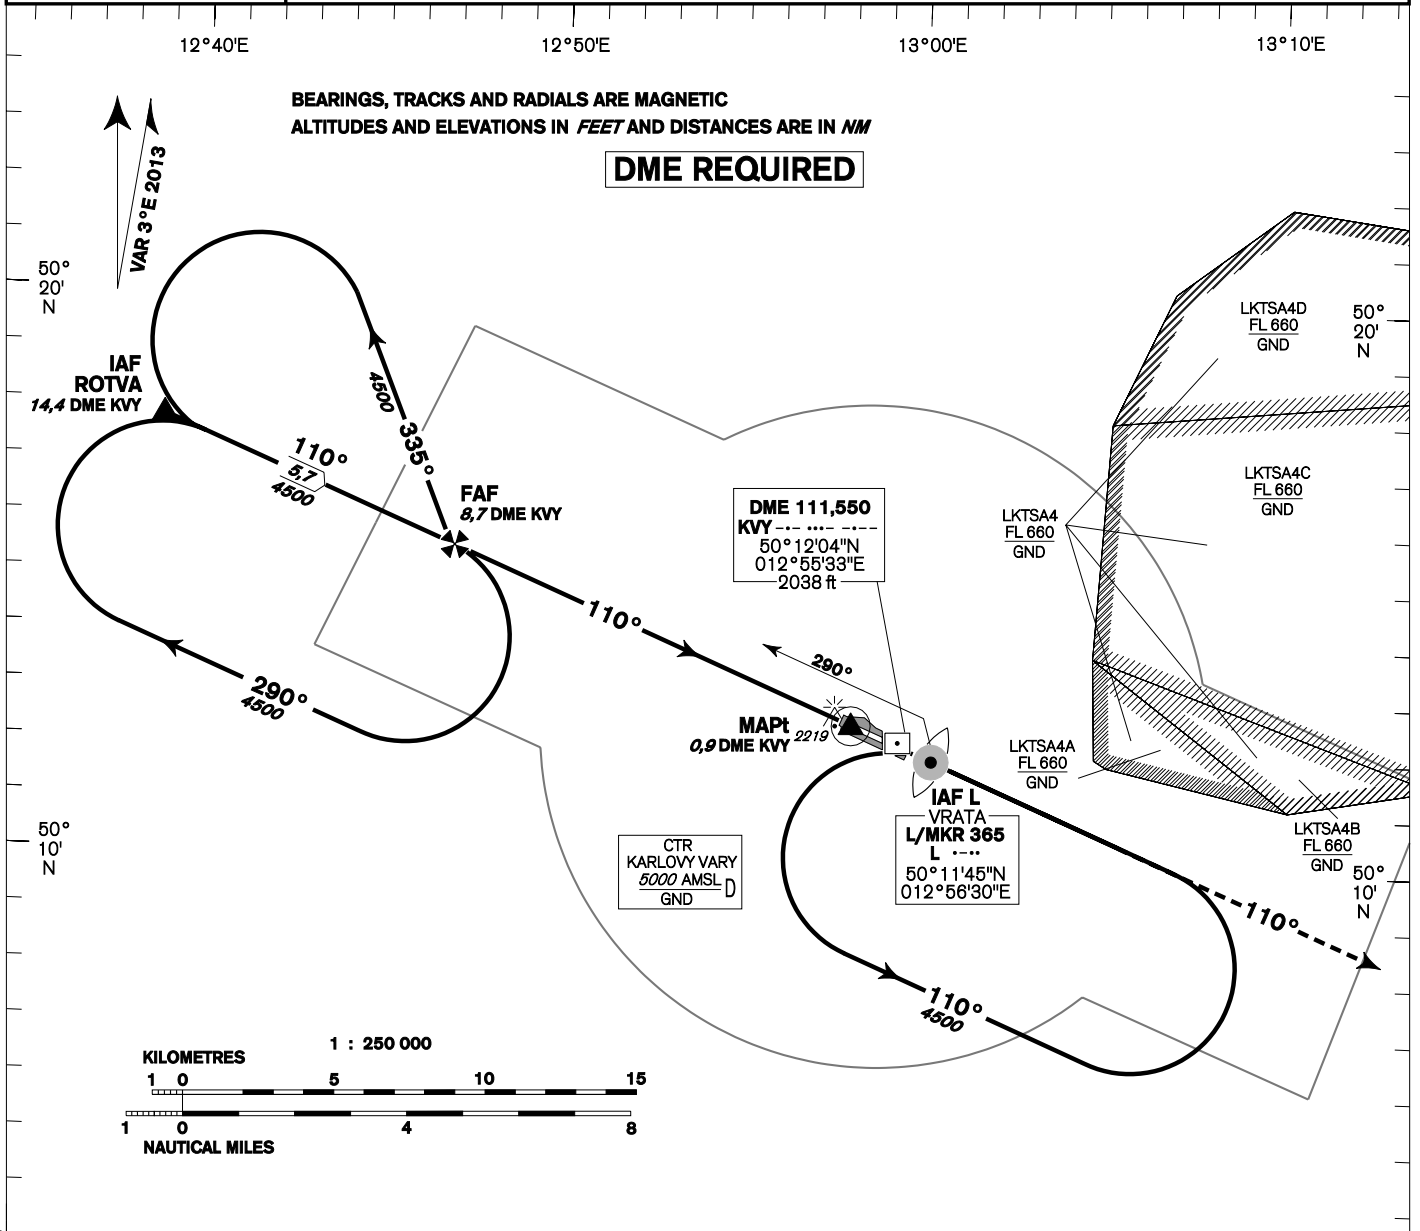 12°40'E
12°50'E
13°00'E
13°10'E
BEARINGS, TRACKS AND RADIALS ARE MAGNETIC
ALTITUDES AND ELEVATIONS IN FEET AND DISTANCES ARE IN NM
DME REQUIRED
VAR 3°E 2013
50°
20'
N
50°
20'
N
LKTSA4D
FL 660
GND
IAF
ROTVA
14,4 DME KVY
4500
335°
110°
5,7
4500
FAF
8,7 DME KVY
LKTSA4C
FL 660
GND
LKTSA4
FL 660
GND
DME 111,550
KVY -·- ···- -·--
50°12'04"N
012°55'33"E
2038 ft
110°
290°
290°
4500
MAPt
0,9 DME KVY
2219
LKTSA4A
FL 660
GND
IAF L
VRATA
L/MKR 365
L ·-··
50°11'45"N
012°56'30"E
LKTSA4B
FL 660
GND
50°
10'
N
50°
10'
N
CTR
KARLOVY VARY
5000 AMSL
GND
D
110°
110°
4500
1 : 250 000
KILOMETRES
1 0 5 10 15
1 0 4 8
NAUTICAL MILES